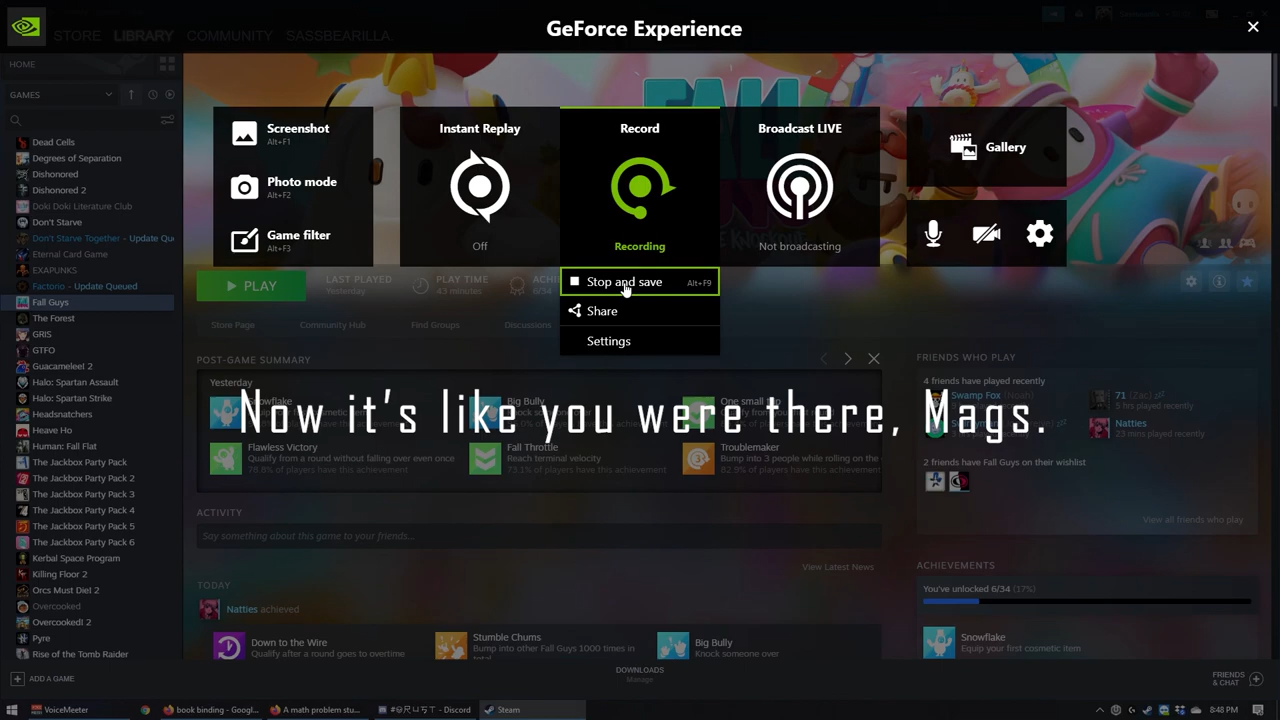 GeForce Experience
STORE LIBRARY COMMUNITY SASSBEARILLA
HOME
GAMES
Dead Cells
Degrees of Separation
Dishonored
Dishonored 2
Doki Doki Literature Club
Don't Starve
Don't Starve Together - Update Qu
Eternal Card Game
EXAPUNKS
Factorio - Update Queued
Fall Guys
The Forest
GRIS
GTFO
Guacamelee! 2
Halo: Spartan Assault
Halo: Spartan Strike
Headsnatchers
Heave Ho
Human: Fall Flat
The Jackbox Party Pack
The Jackbox Party Pack 2
The Jackbox Party Pack 3
The Jackbox Party Pack 4
The Jackbox Party Pack 5
The Jackbox Party Pack 6
Kerbal Space Program
Killing Floor 2
Orcs Must Die! 2
Overcooked
Overcooked! 2
Pyre
Rise of the Tomb Raider
ADD A GAME
Screenshot
Alt+F1
Photo mode
Alt+F2
Game filter
Alt+F3
Instant Replay
Off
Record
Recording
Stop and save Alt+F9
Share
Settings
Broadcast LIVE
Not broadcasting
Gallery
PLAY
LAST PLAYED
Yesterday
PLAY TIME
43 minutes
ACHI
6/34
Store Page Community Hub Find Groups Discussions
POST-GAME SUMMARY
Yesterday
Snowflake
Big Bully
One small
Now it's like you were there, Mags.
Flawless Victory
Qualify from a round without falling over even once
78.8% of players have this achievement
Fall Throttle
Reach terminal velocity
73.1% of players have this achievement
Troublemaker
Bump into 3 people while rolling on the
82.9% of players have this achievement
ACTIVITY
Say something about this game to your friends...
View Latest News
TODAY
Natties achieved
Down to the Wire
Qualify after a round goes to overtime
Stumble Chums
Bump into other Fall Guys 1000 times in
total
Big Bully
Knock someone over
FRIENDS WHO PLAY
4 friends have played recently
Swamp Fox (Noah)
71 (Zac)
5 hrs played recently
Natties
23 mins played recently
2 friends have Fall Guys on their wishlist
View all friends who play
ACHIEVEMENTS
You've unlocked 6/34 (17%)
Snowflake
Equip your first cosmetic item
DOWNLOADS
Manage
FRIENDS
& CHAT
VoiceMeeter
book binding - Googl...
A math problem stu...
Discord
Steam
8:48 PM